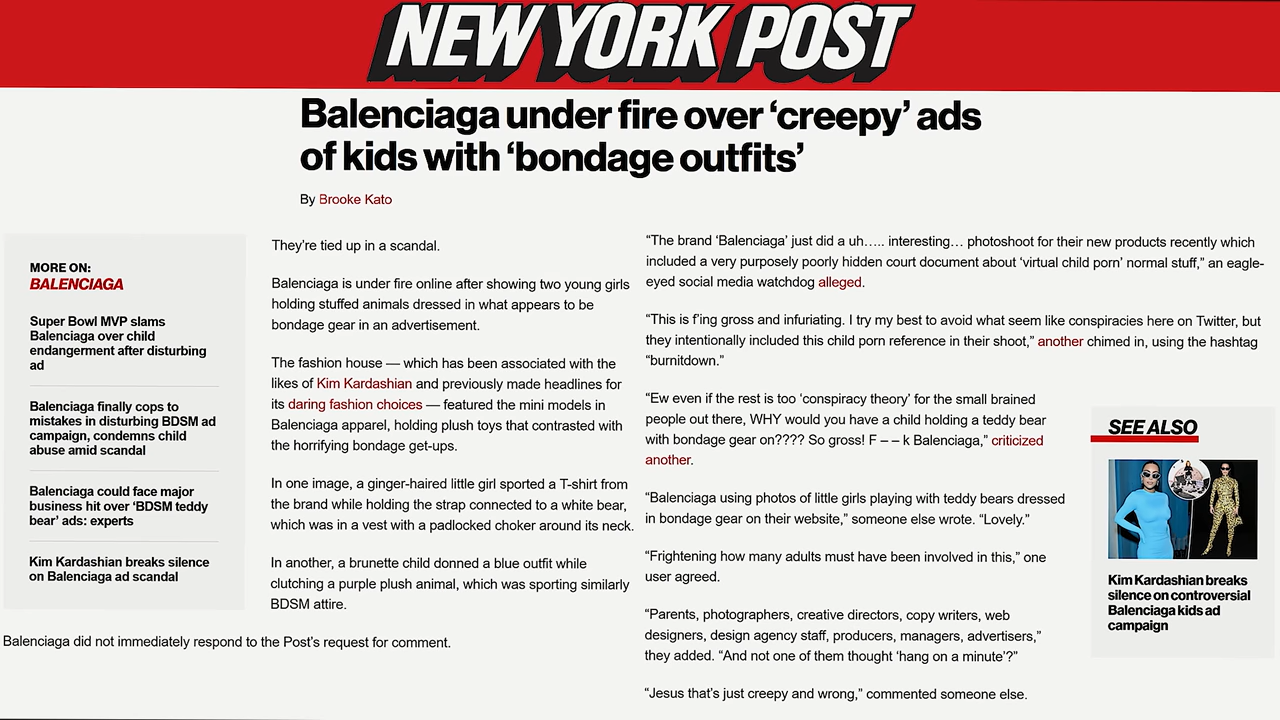 NEW YORK POST
Balenciaga under fire over ‘creepy’ ads
of kids with ‘bondage outfits’
By Brooke Kato
MORE ON:
BALENCIAGA
Super Bowl MVP slams
Balenciaga over child
endangerment after disturbing
ad
Balenciaga finally cops to
mistakes in disturbing BDSM ad
campaign, condemns child
abuse amid scandal
Balenciaga could face major
business hit over ‘BDSM teddy
bear’ ads: experts
Kim Kardashian breaks silence
on Balenciaga ad scandal
They’re tied up in a scandal.
Balenciaga is under fire online after showing two young girls
holding stuffed animals dressed in what appears to be
bondage gear in an advertisement.
The fashion house — which has been associated with the
likes of Kim Kardashian and previously made headlines for
its daring fashion choices — featured the mini models in
Balenciaga apparel, holding plush toys that contrasted with
the horrifying bondage get-ups.
In one image, a ginger-haired little girl sported a T-shirt from
the brand while holding the strap connected to a white bear,
which was in a vest with a padlocked choker around its neck.
In another, a brunette child donned a blue outfit while
clutching a purple plush animal, which was sporting similarly
BDSM attire.
Balenciaga did not immediately respond to the Post’s request for comment.
“The brand ‘Balenciaga’ just did a uh….. interesting… photoshoot for their new products recently which
included a very purposely poorly hidden court document about ‘virtual child porn’ normal stuff,” an eagle-
eyed social media watchdog alleged.
“This is f’ing gross and infuriating. I try my best to avoid what seem like conspiracies here on Twitter, but
they intentionally included this child porn reference in their shoot,” another chimed in, using the hashtag
“burnitdown.”
“Ew even if the rest is too ‘conspiracy theory’ for the small brained
people out there, WHY would you have a child holding a teddy bear
with bondage gear on???? So gross! F – – k Balenciaga,” criticized
another.
“Balenciaga using photos of little girls playing with teddy bears dressed
in bondage gear on their website,” someone else wrote. “Lovely.”
“Frightening how many adults must have been involved in this,” one
user agreed.
“Parents, photographers, creative directors, copy writers, web
designers, design agency staff, producers, managers, advertisers,”
they added. “And not one of them thought ‘hang on a minute’?”
“Jesus that’s just creepy and wrong,” commented someone else.
SEE ALSO
Kim Kardashian breaks
silence on controversial
Balenciaga kids ad
campaign